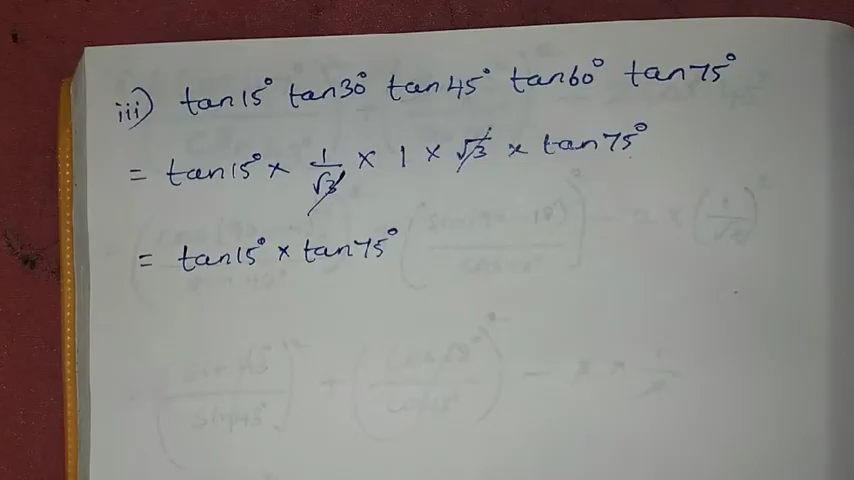 iii) tan15° tan30° tan45° tan60° tan75°
= tan15° × 1/√3 × 1 × √3 × tan75°
= tan15° × tan75°